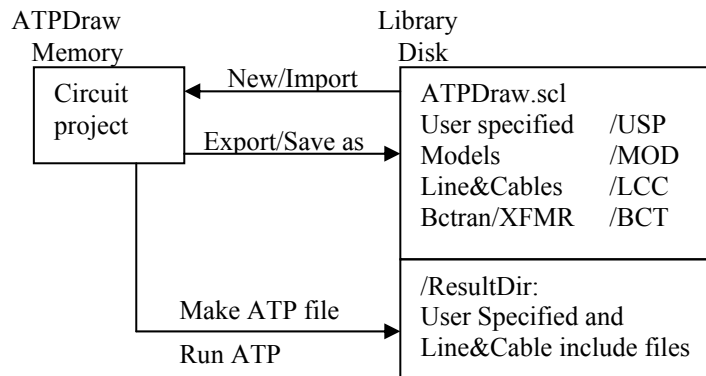 ATPDraw
Memory
Library
Disk
Circuit
project
New/Import
Export/Save as
ATPDraw.scl
User specified /USP
Models /MOD
Line&Cables /LCC
Bctran/XFMR /BCT
Make ATP file
Run ATP
/ResultDir:
User Specified and
Line&Cable include files